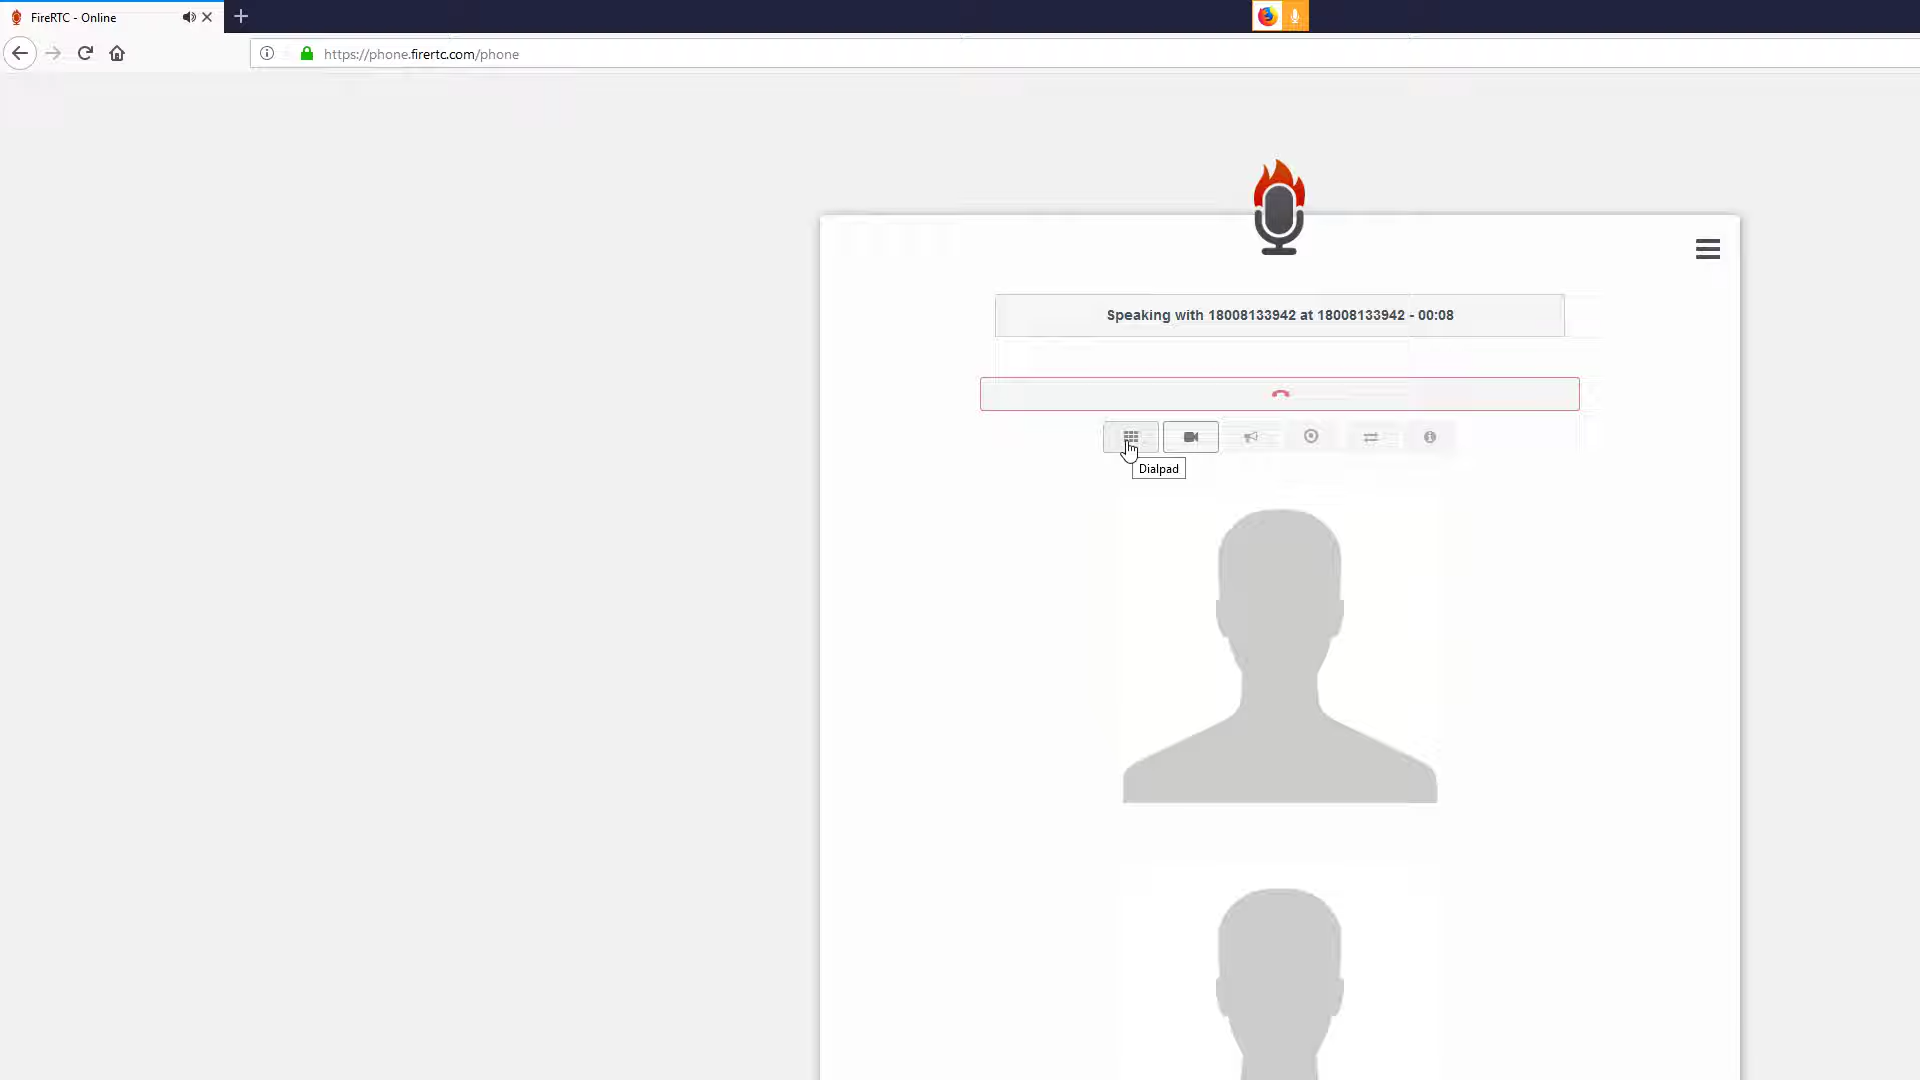 FireRTC - Online
https://phone.firertc.com/phone
Speaking with 18008133942 at 18008133942 - 00:08
Dialpad